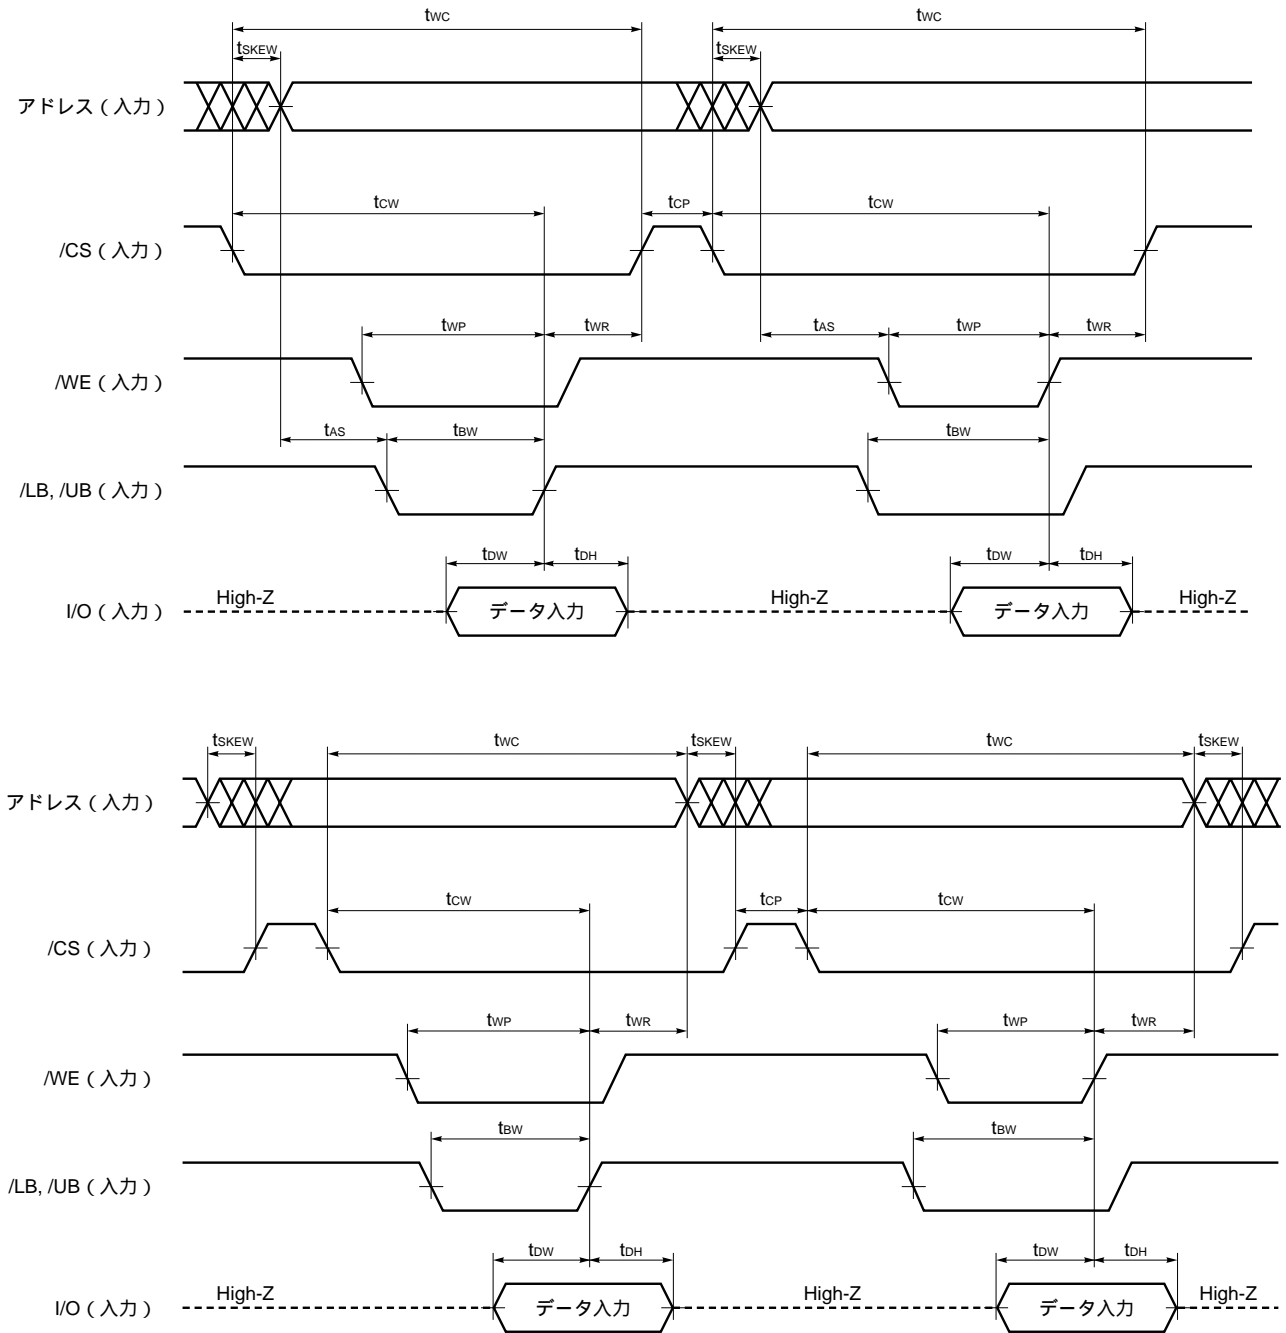 tWC tWC
tSKEW tSKEW
アドレス（入力）
tCW tCP tCW
/CS（入力）
tWP tWR tAS tWP tWR
/WE（入力）
tAS tBW tBW
/LB, /UB（入力）
tDW tDH tDW tDH
I/O（入力） High-Z データ入力 High-Z データ入力 High-Z
tSKEW tWC tSKEW tWC tSKEW
アドレス（入力）
tCW tCP tCW
/CS（入力）
tWP tWR tWP tWR
/WE（入力）
tBW tBW
/LB, /UB（入力）
tDW tDH tDW tDH
I/O（入力） High-Z データ入力 High-Z データ入力 High-Z